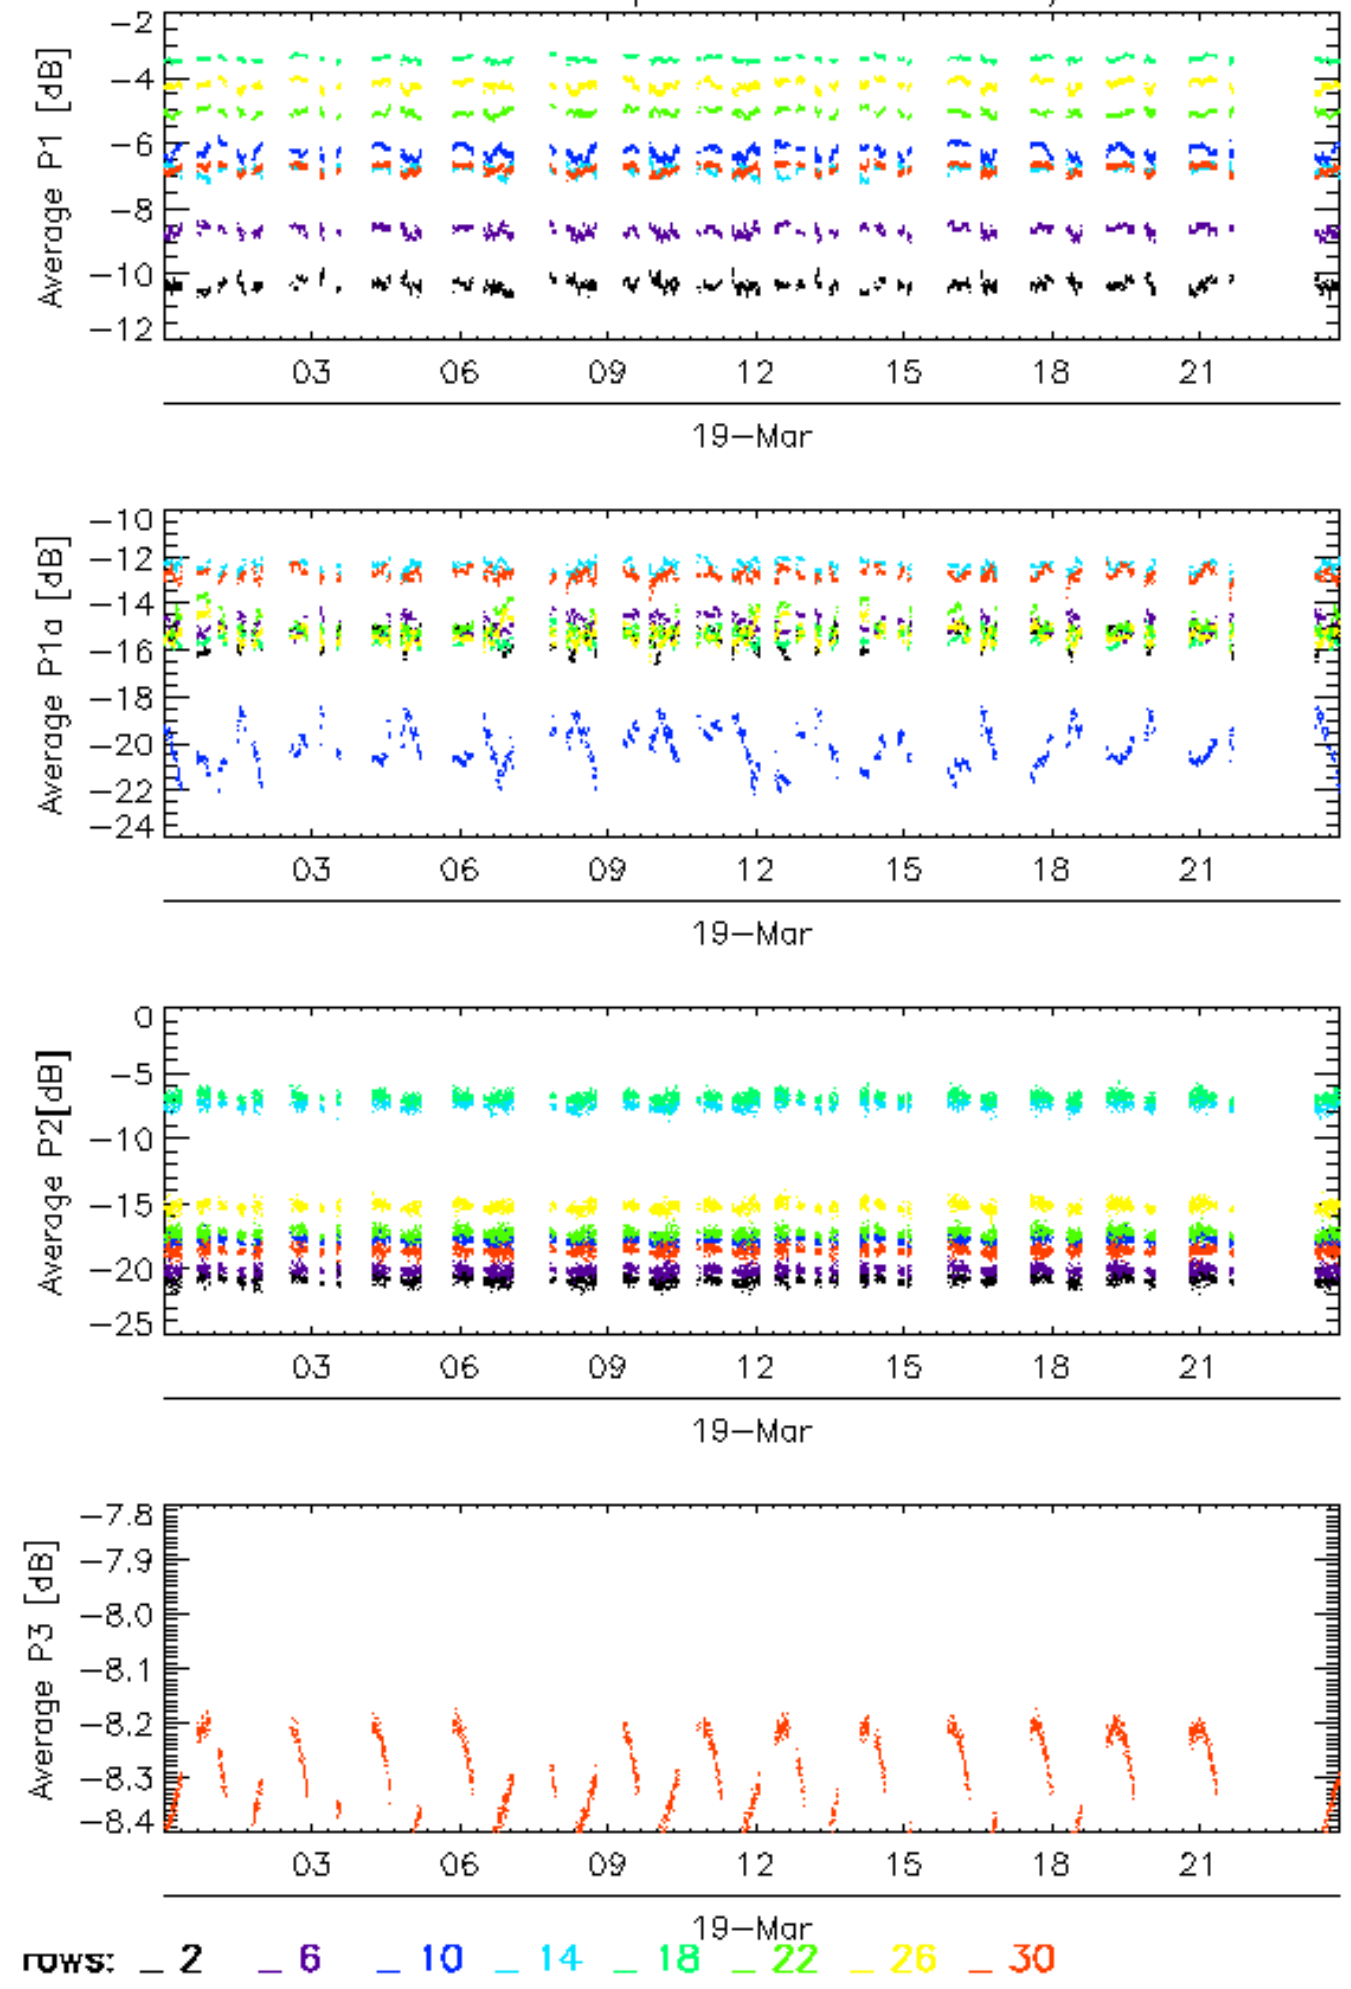 Average P1 [dB]
-2
-4
-6
-8
-10
-12
03 06 09 12 15 18 21
19-Mar
Average P1a [dB]
-10
-12
-14
-16
-18
-20
-22
-24
03 06 09 12 15 18 21
19-Mar
Average P2[dB]
0
-5
-10
-15
-20
-25
03 06 09 12 15 18 21
19-Mar
Average P3 [dB]
-7.8
-7.9
-8.0
-8.1
-8.2
-8.3
-8.4
03 06 09 12 15 18 21
19-Mar
rows: _ 2 _ 6 _ 10 _ 14 _ 18 _ 22 _ 26 _ 30